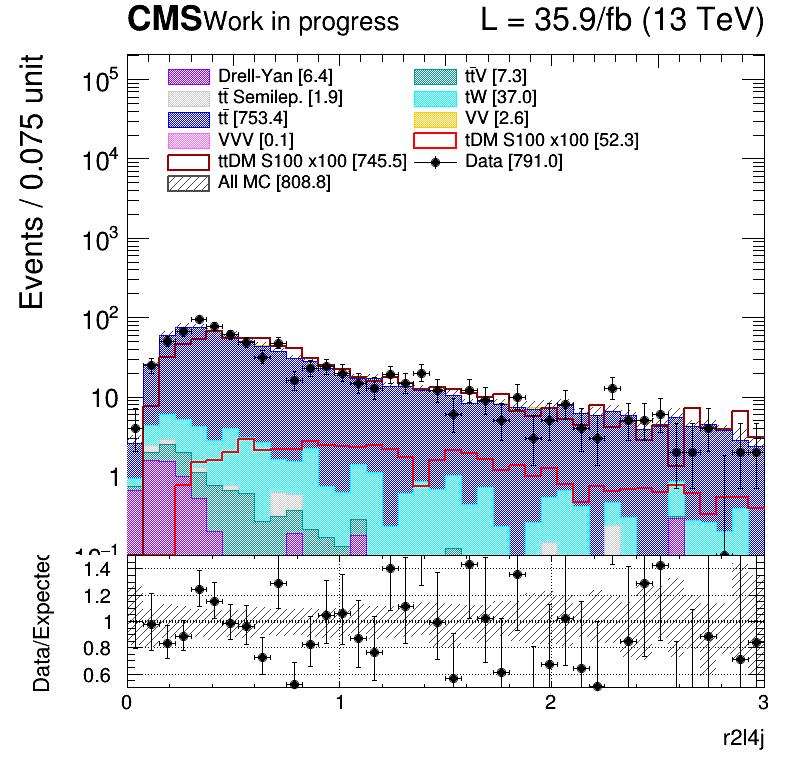 CMS Work in progress L = 35.9/fb (13 TeV)
Events / 0.075 unit
10⁵
10⁴
10³
10²
10
1
10⁻¹
Drell-Yan [6.4]
tt̄ Semilep. [1.9]
tt̄ [753.4]
VVV [0.1]
ttDM S100 x100 [745.5]
All MC [808.8]
tt̄V [7.3]
tW [37.0]
VV [2.6]
tDM S100 x100 [52.3]
Data [791.0]
Data/Expected
1.4
1.2
1
0.8
0.6
0 1 2 3
r2l4j